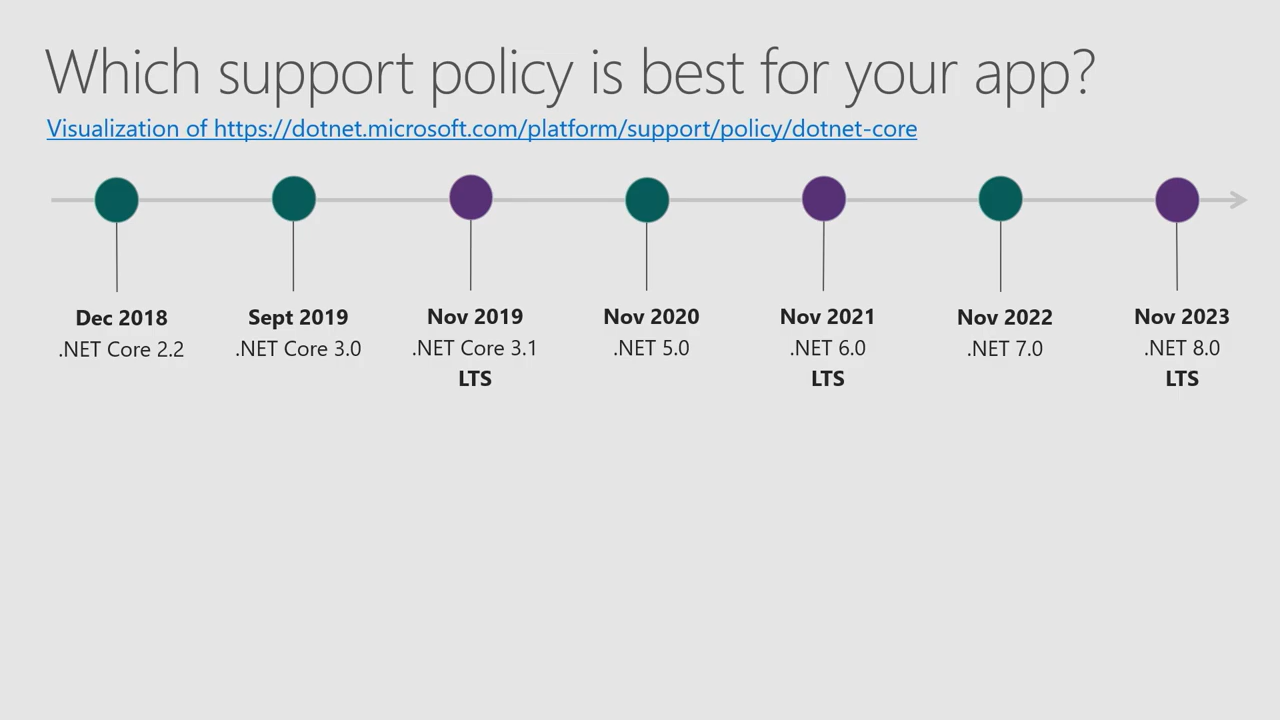 Which support policy is best for your app?
Visualization of https://dotnet.microsoft.com/platform/support/policy/dotnet-core
Dec 2018
.NET Core 2.2
Sept 2019
.NET Core 3.0
Nov 2019
.NET Core 3.1
LTS
Nov 2020
.NET 5.0
Nov 2021
.NET 6.0
LTS
Nov 2022
.NET 7.0
Nov 2023
.NET 8.0
LTS